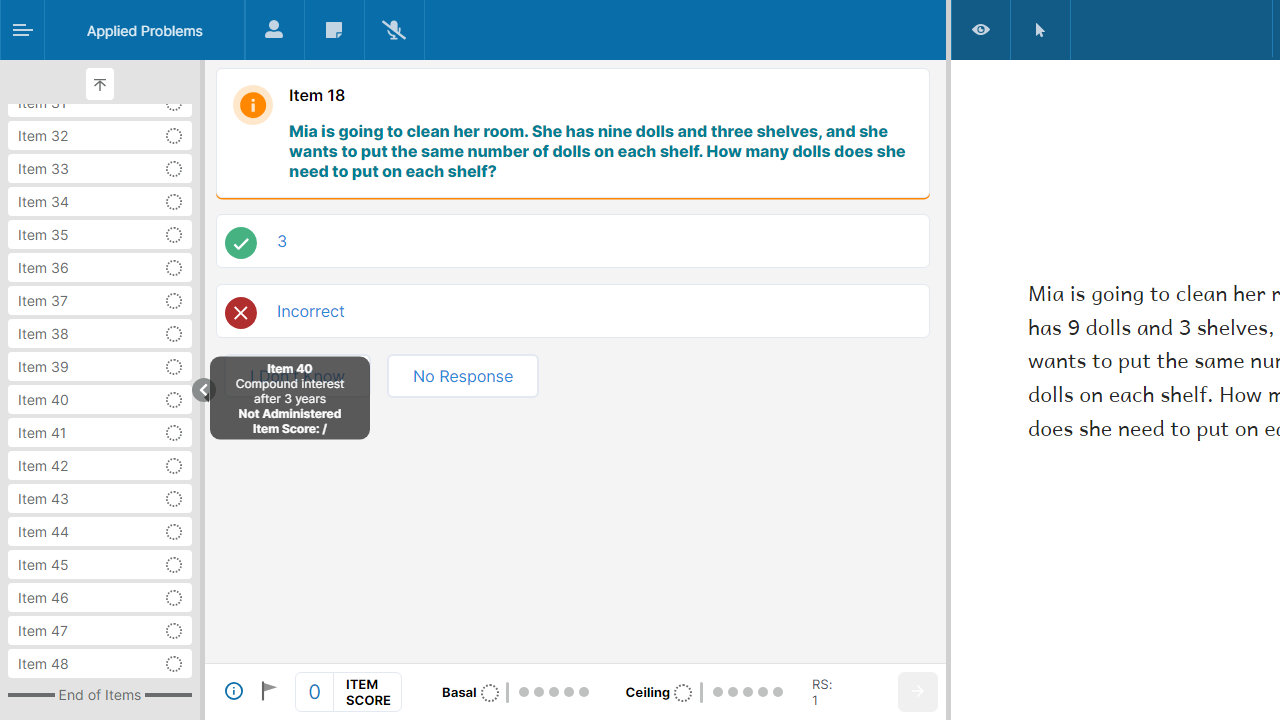 Applied Problems
Item 31
Item 32
Item 33
Item 34
Item 35
Item 36
Item 37
Item 38
Item 39
Item 40
Item 41
Item 42
Item 43
Item 44
Item 45
Item 46
Item 47
Item 48
End of Items
Item 18
Mia is going to clean her room. She has nine dolls and three shelves, and she
wants to put the same number of dolls on each shelf. How many dolls does she
need to put on each shelf?
3
Incorrect
I Don't Know
No Response
Item 40
Compound interest
after 3 years
Not Administered
Item Score: /
0
ITEM
SCORE
Basal
Ceiling
RS:
1
Mia is going to clean her
has 9 dolls and 3 shelves,
wants to put the same
dolls on each shelf. How
does she need to put on